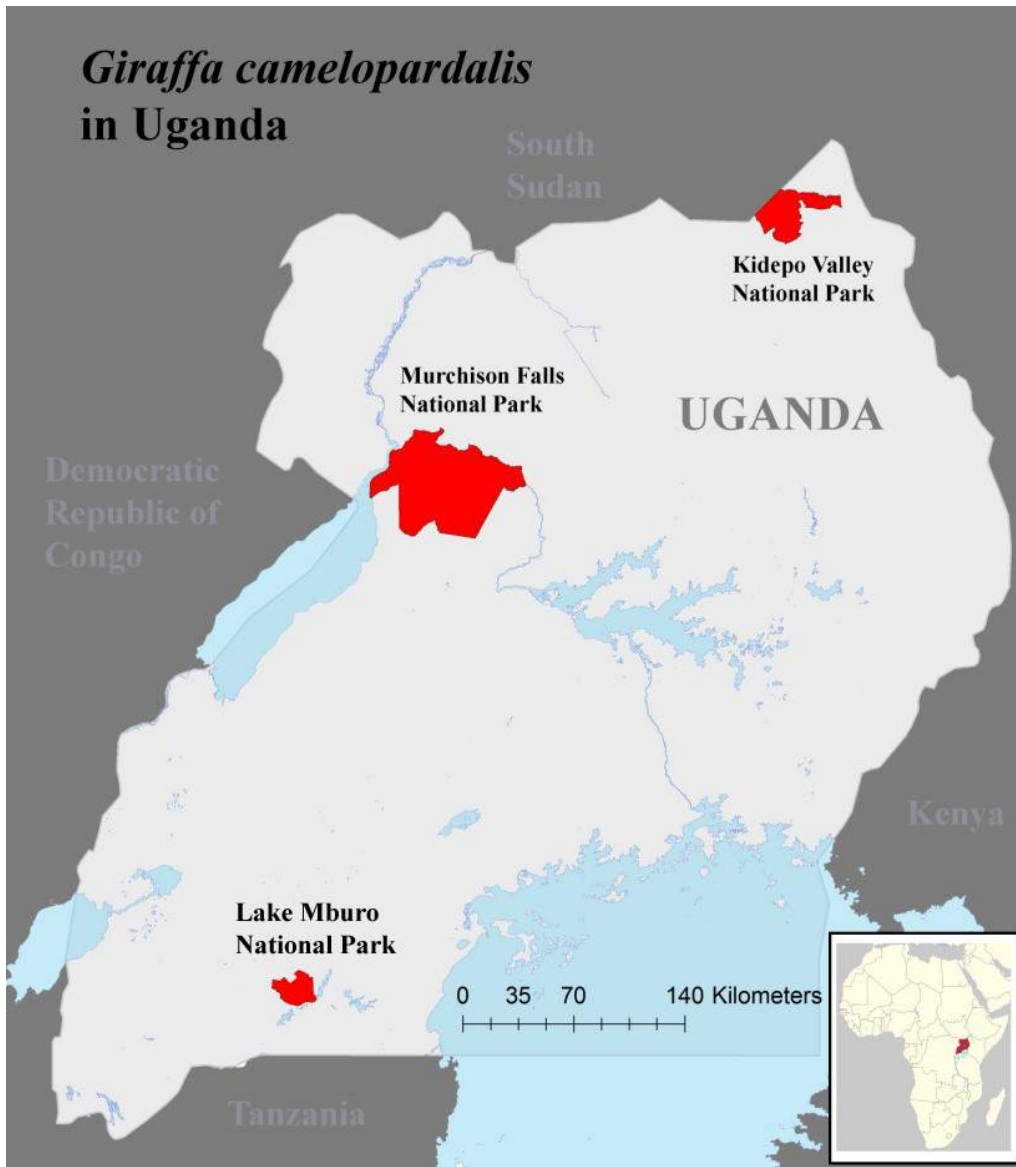 Giraffa camelopardalis
in Uganda
South
Sudan
Kidepo Valley
National Park
Murchison Falls
National Park
UGANDA
Democratic
Republic of
Congo
Kenya
Lake Mburo
National Park
0 35 70 140 Kilometers
Tanzania